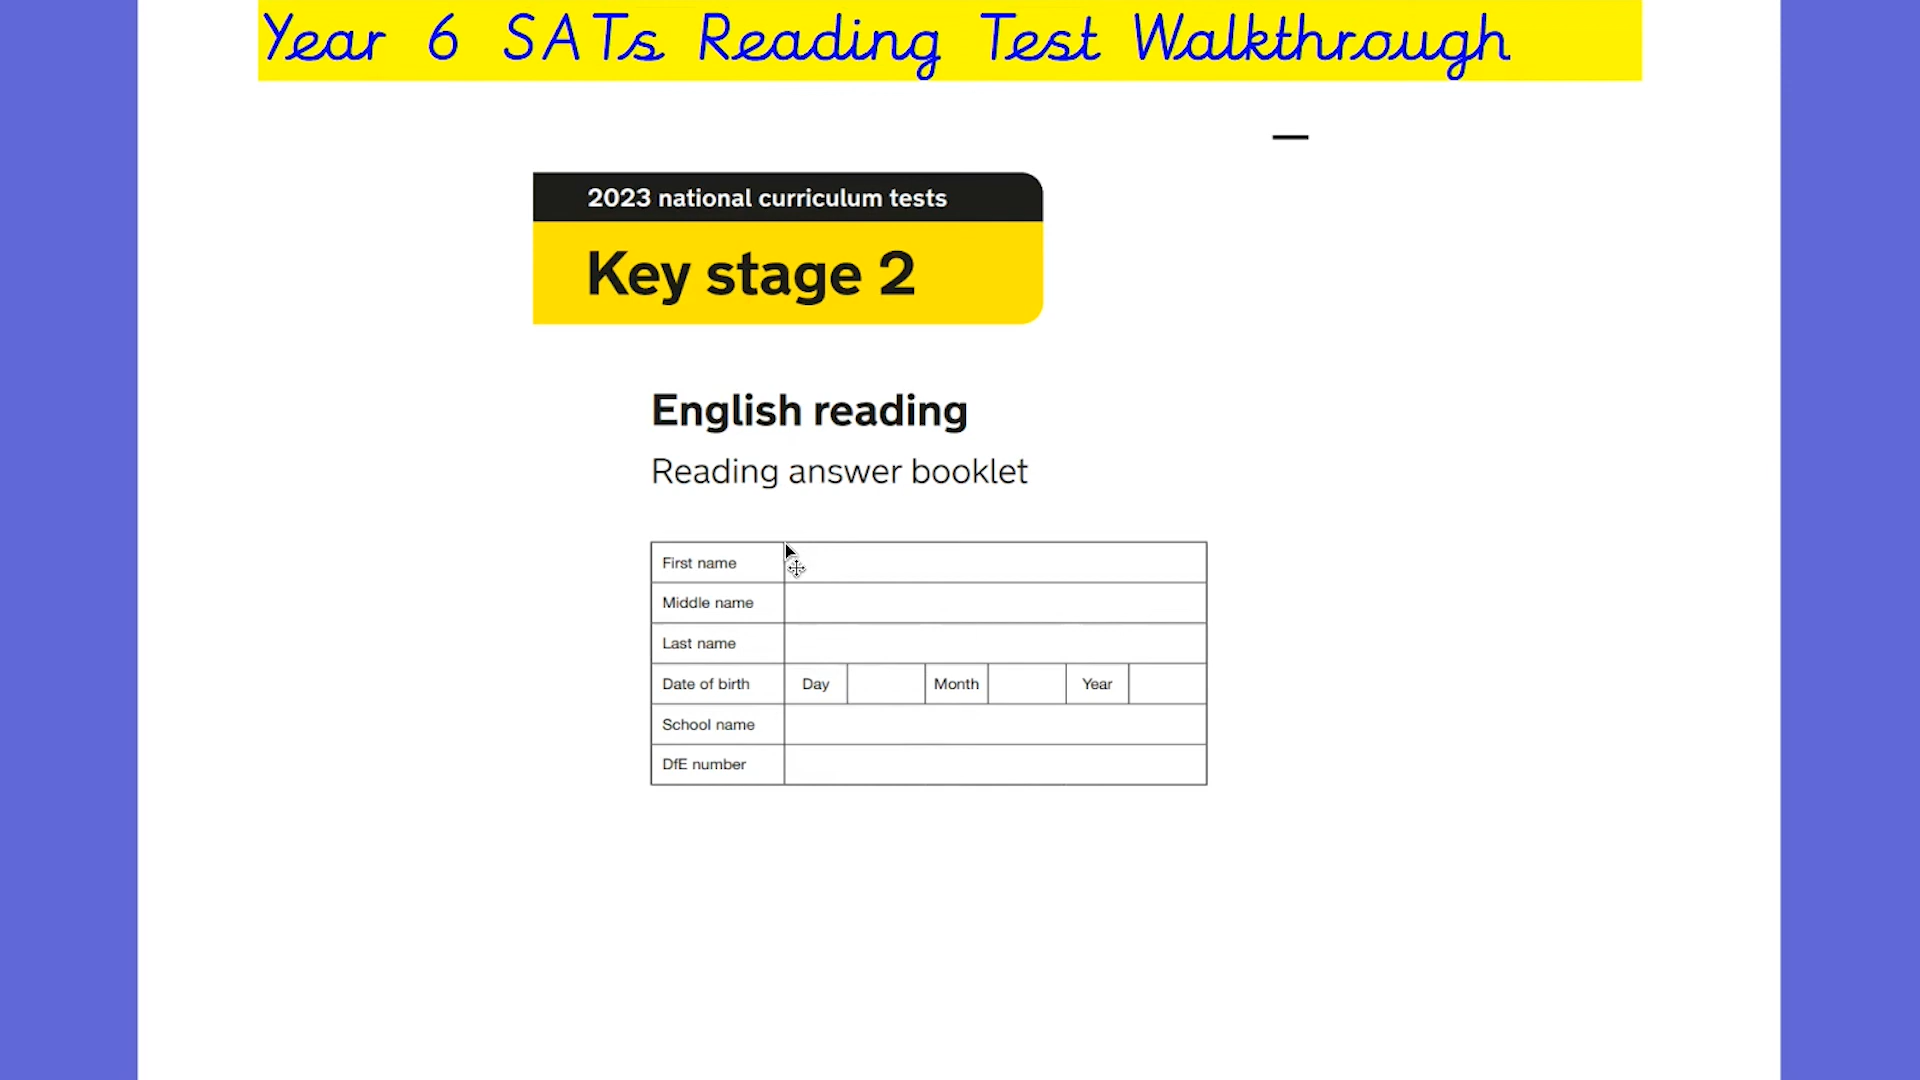 Year 6 SATs Reading Test Walkthrough
2023 national curriculum tests
Key stage 2
English reading
Reading answer booklet
First name
Middle name
Last name
Date of birth Day Month Year
School name
DfE number